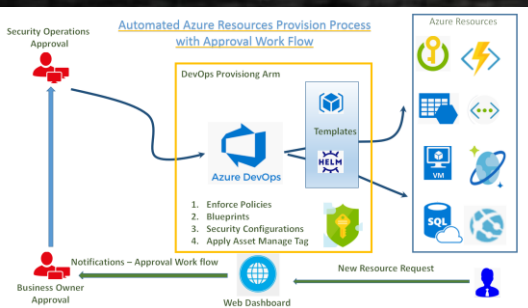 Automated Azure Resources Provision Process
with Approval Work Flow
Azure Resources
Security Operations
Approval
DevOps Provising Arm
Templates
HELM
Azure DevOps
VM
SQL
1. Enforce Policies
2. Blueprints
3. Security Configurations
4. Apply Asset Manage Tag
Notifications – Approval Work flow
New Resource Request
Business Owner
Approval
Web Dashboard